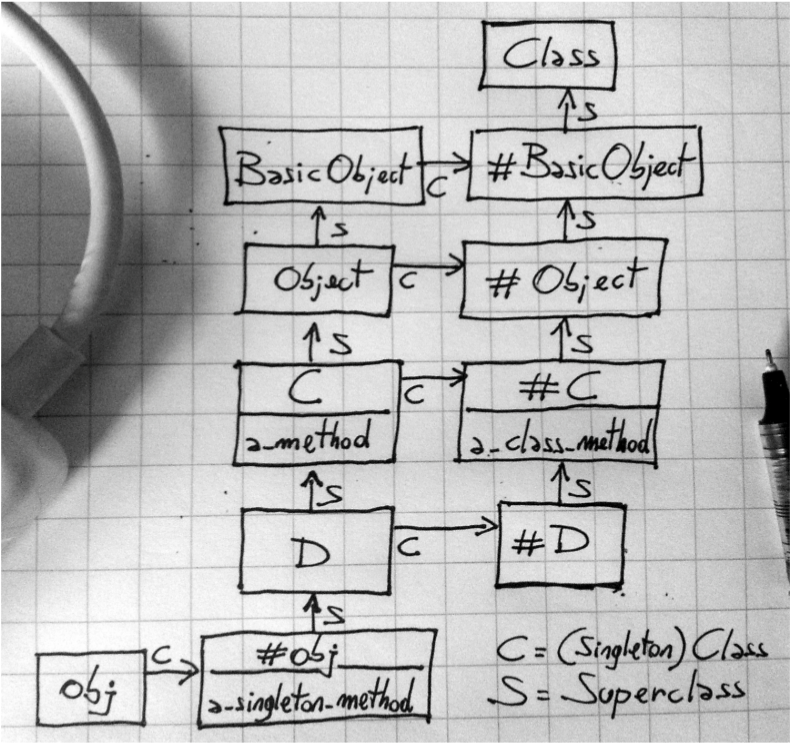 Class
S
BasicObject C #BasicObject
S S
Object C # Object
S S
C C #C
a_method a_class_method
S S
D C #D
S
obj C #obj
a_singleton_method
C = (Singleton) Class
S = Superclass